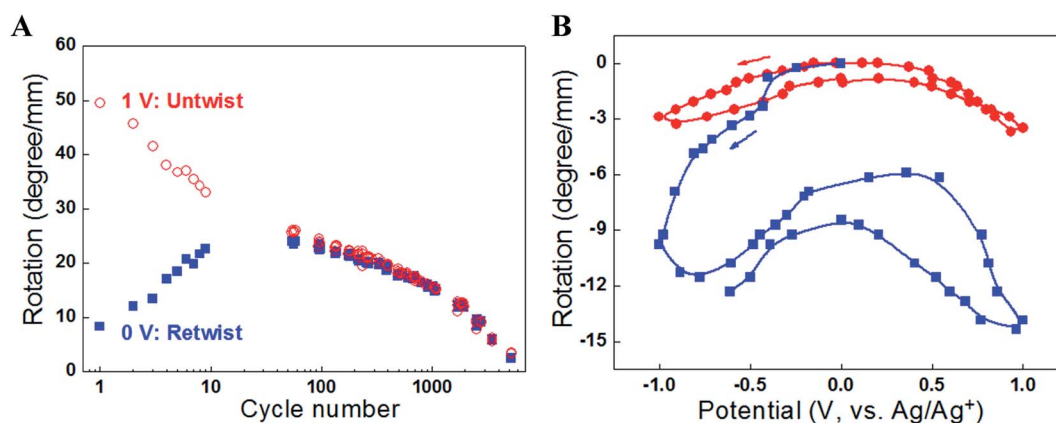 A
Rotation (degree/mm)
60
50
40
30
20
10
0
1 V: Untwist
0 V: Retwist
1
10
100
1000
Cycle number
B
Rotation (degree/mm)
0
-3
-6
-9
-12
-15
-1.0
-0.5
0.0
0.5
1.0
Potential (V, vs. Ag/Ag⁺)